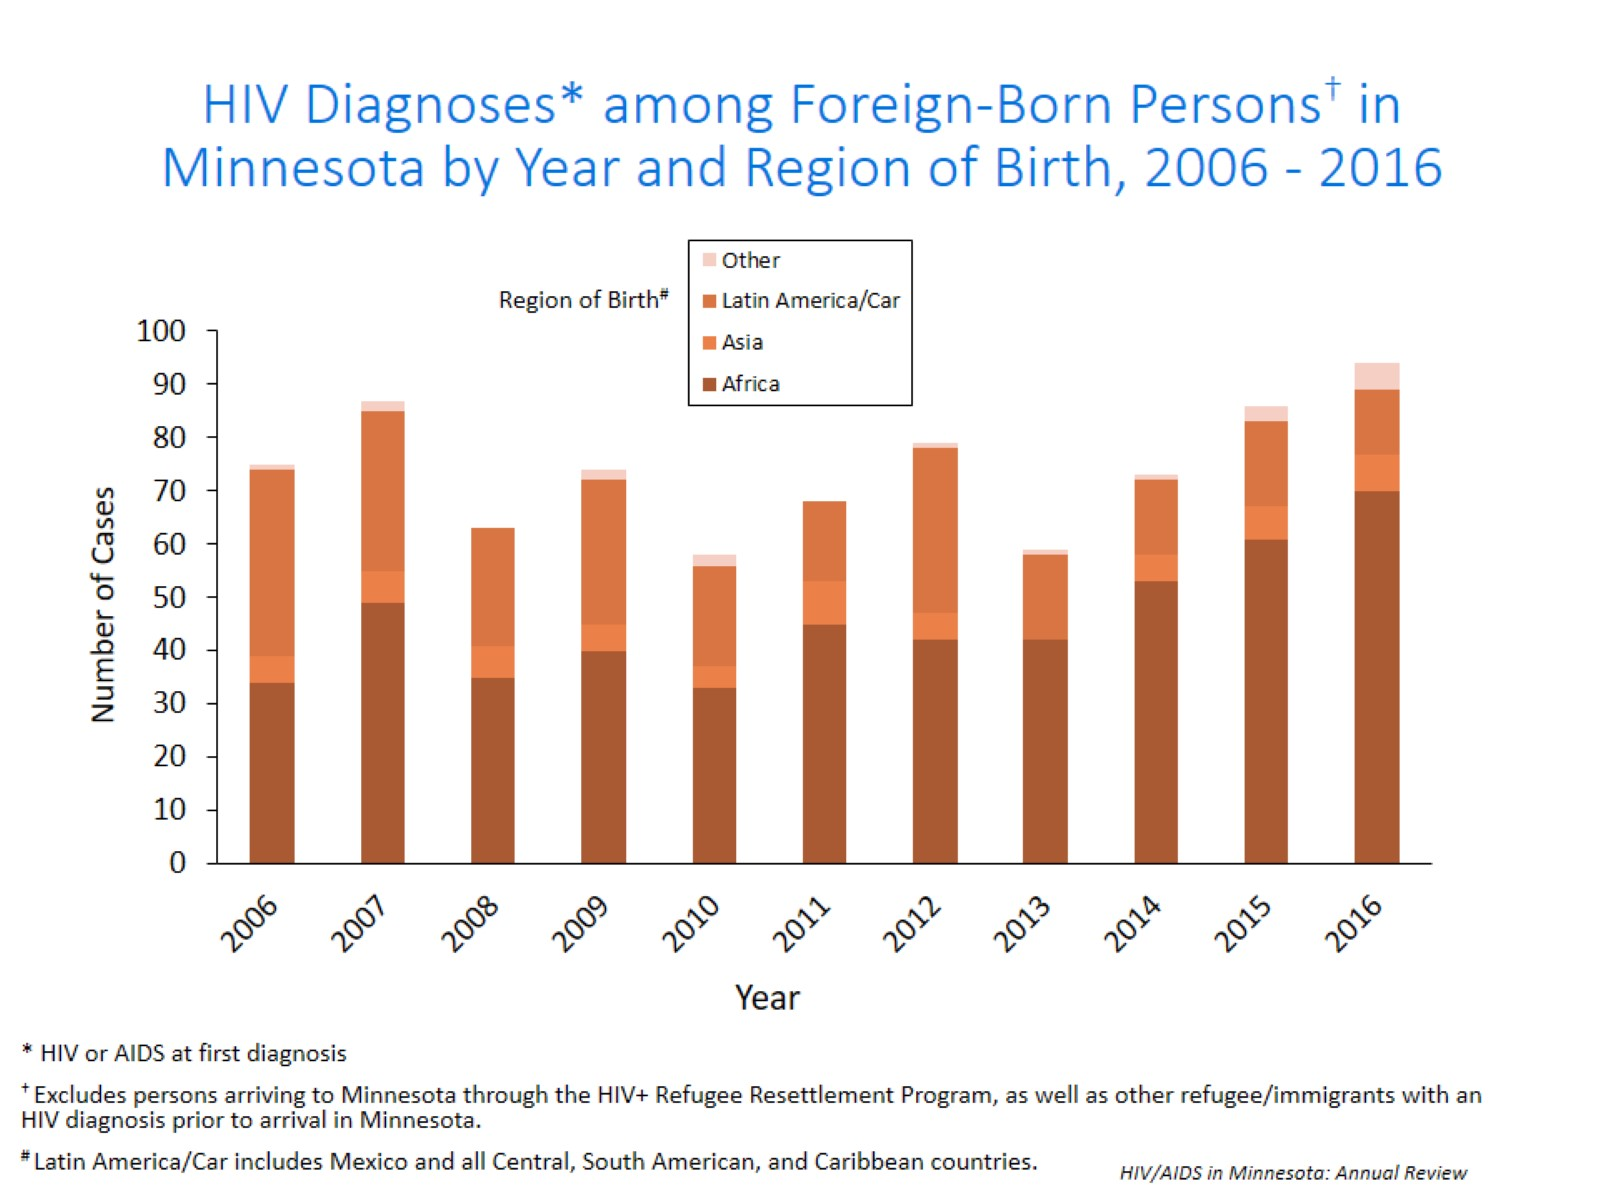 HIV Diagnoses* among Foreign-Born Persons† in
Minnesota by Year and Region of Birth, 2006 - 2016
Region of Birth#
Other
Latin America/Car
Asia
Africa
Number of Cases
100
90
80
70
60
50
40
30
20
10
0
2006
2007
2008
2009
2010
2011
2012
2013
2014
2015
2016
Year
* HIV or AIDS at first diagnosis
† Excludes persons arriving to Minnesota through the HIV+ Refugee Resettlement Program, as well as other refugee/immigrants with an
HIV diagnosis prior to arrival in Minnesota.
# Latin America/Car includes Mexico and all Central, South American, and Caribbean countries.
HIV/AIDS in Minnesota: Annual Review